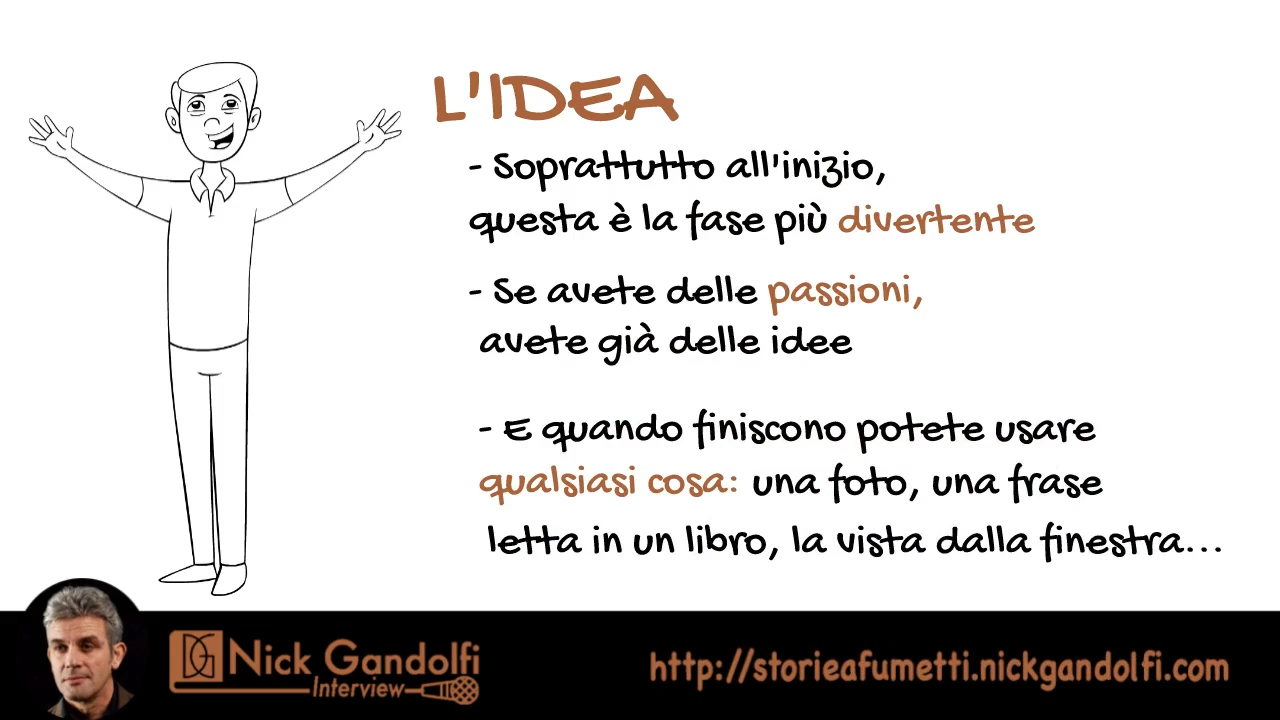 L'IDEA
- Soprattutto all'inizio,
questa è la fase più divertente
- Se avete delle passioni,
avete già delle idee
- E quando finiscono potete usare
qualsiasi cosa: una foto, una frase
letta in un libro, la vista dalla finestra...
DG Nick Gandolfi
Interview
http://storieafumetti.nickgandolfi.com